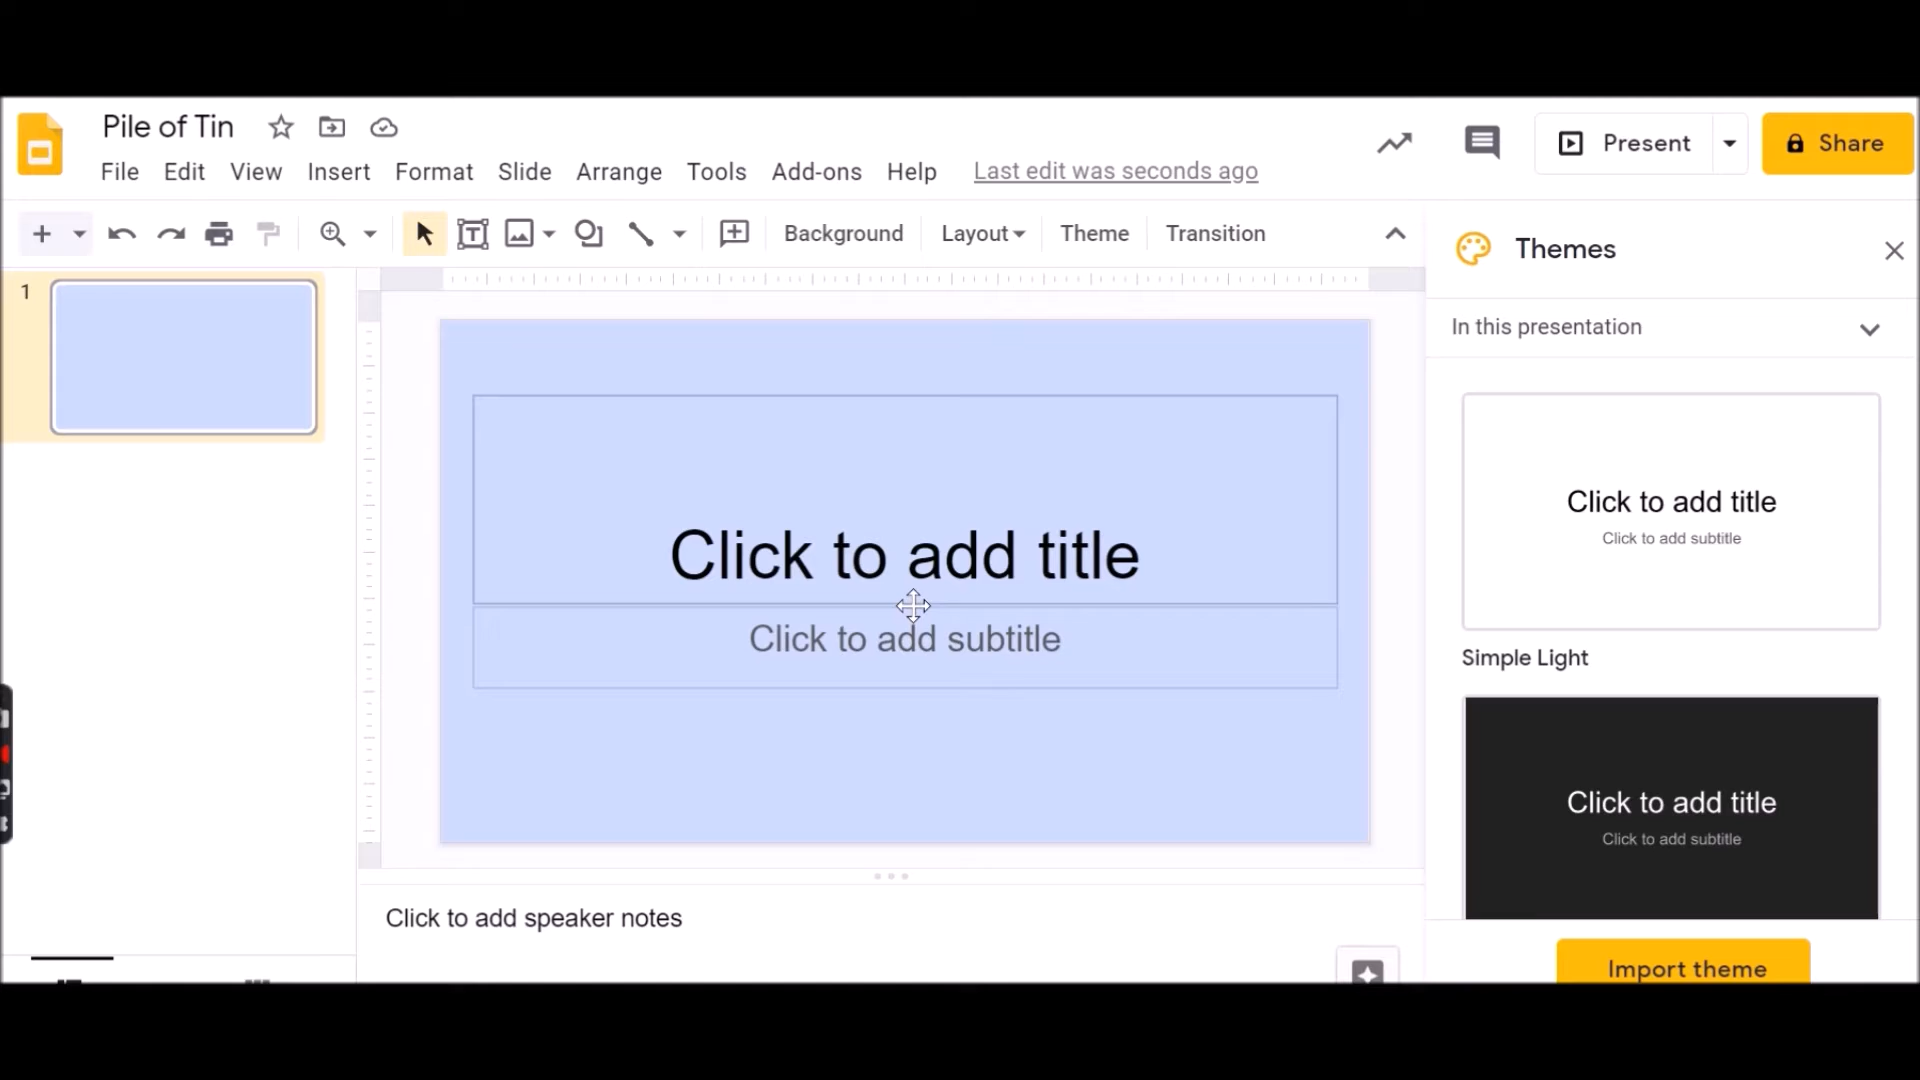 Pile of Tin
File Edit View Insert Format Slide Arrange Tools Add-ons Help Last edit was seconds ago
Present
Share
Background Layout Theme Transition
Themes
In this presentation
1
Click to add title
Click to add subtitle
Click to add speaker notes
Click to add title
Click to add subtitle
Simple Light
Click to add title
Click to add subtitle
Import theme